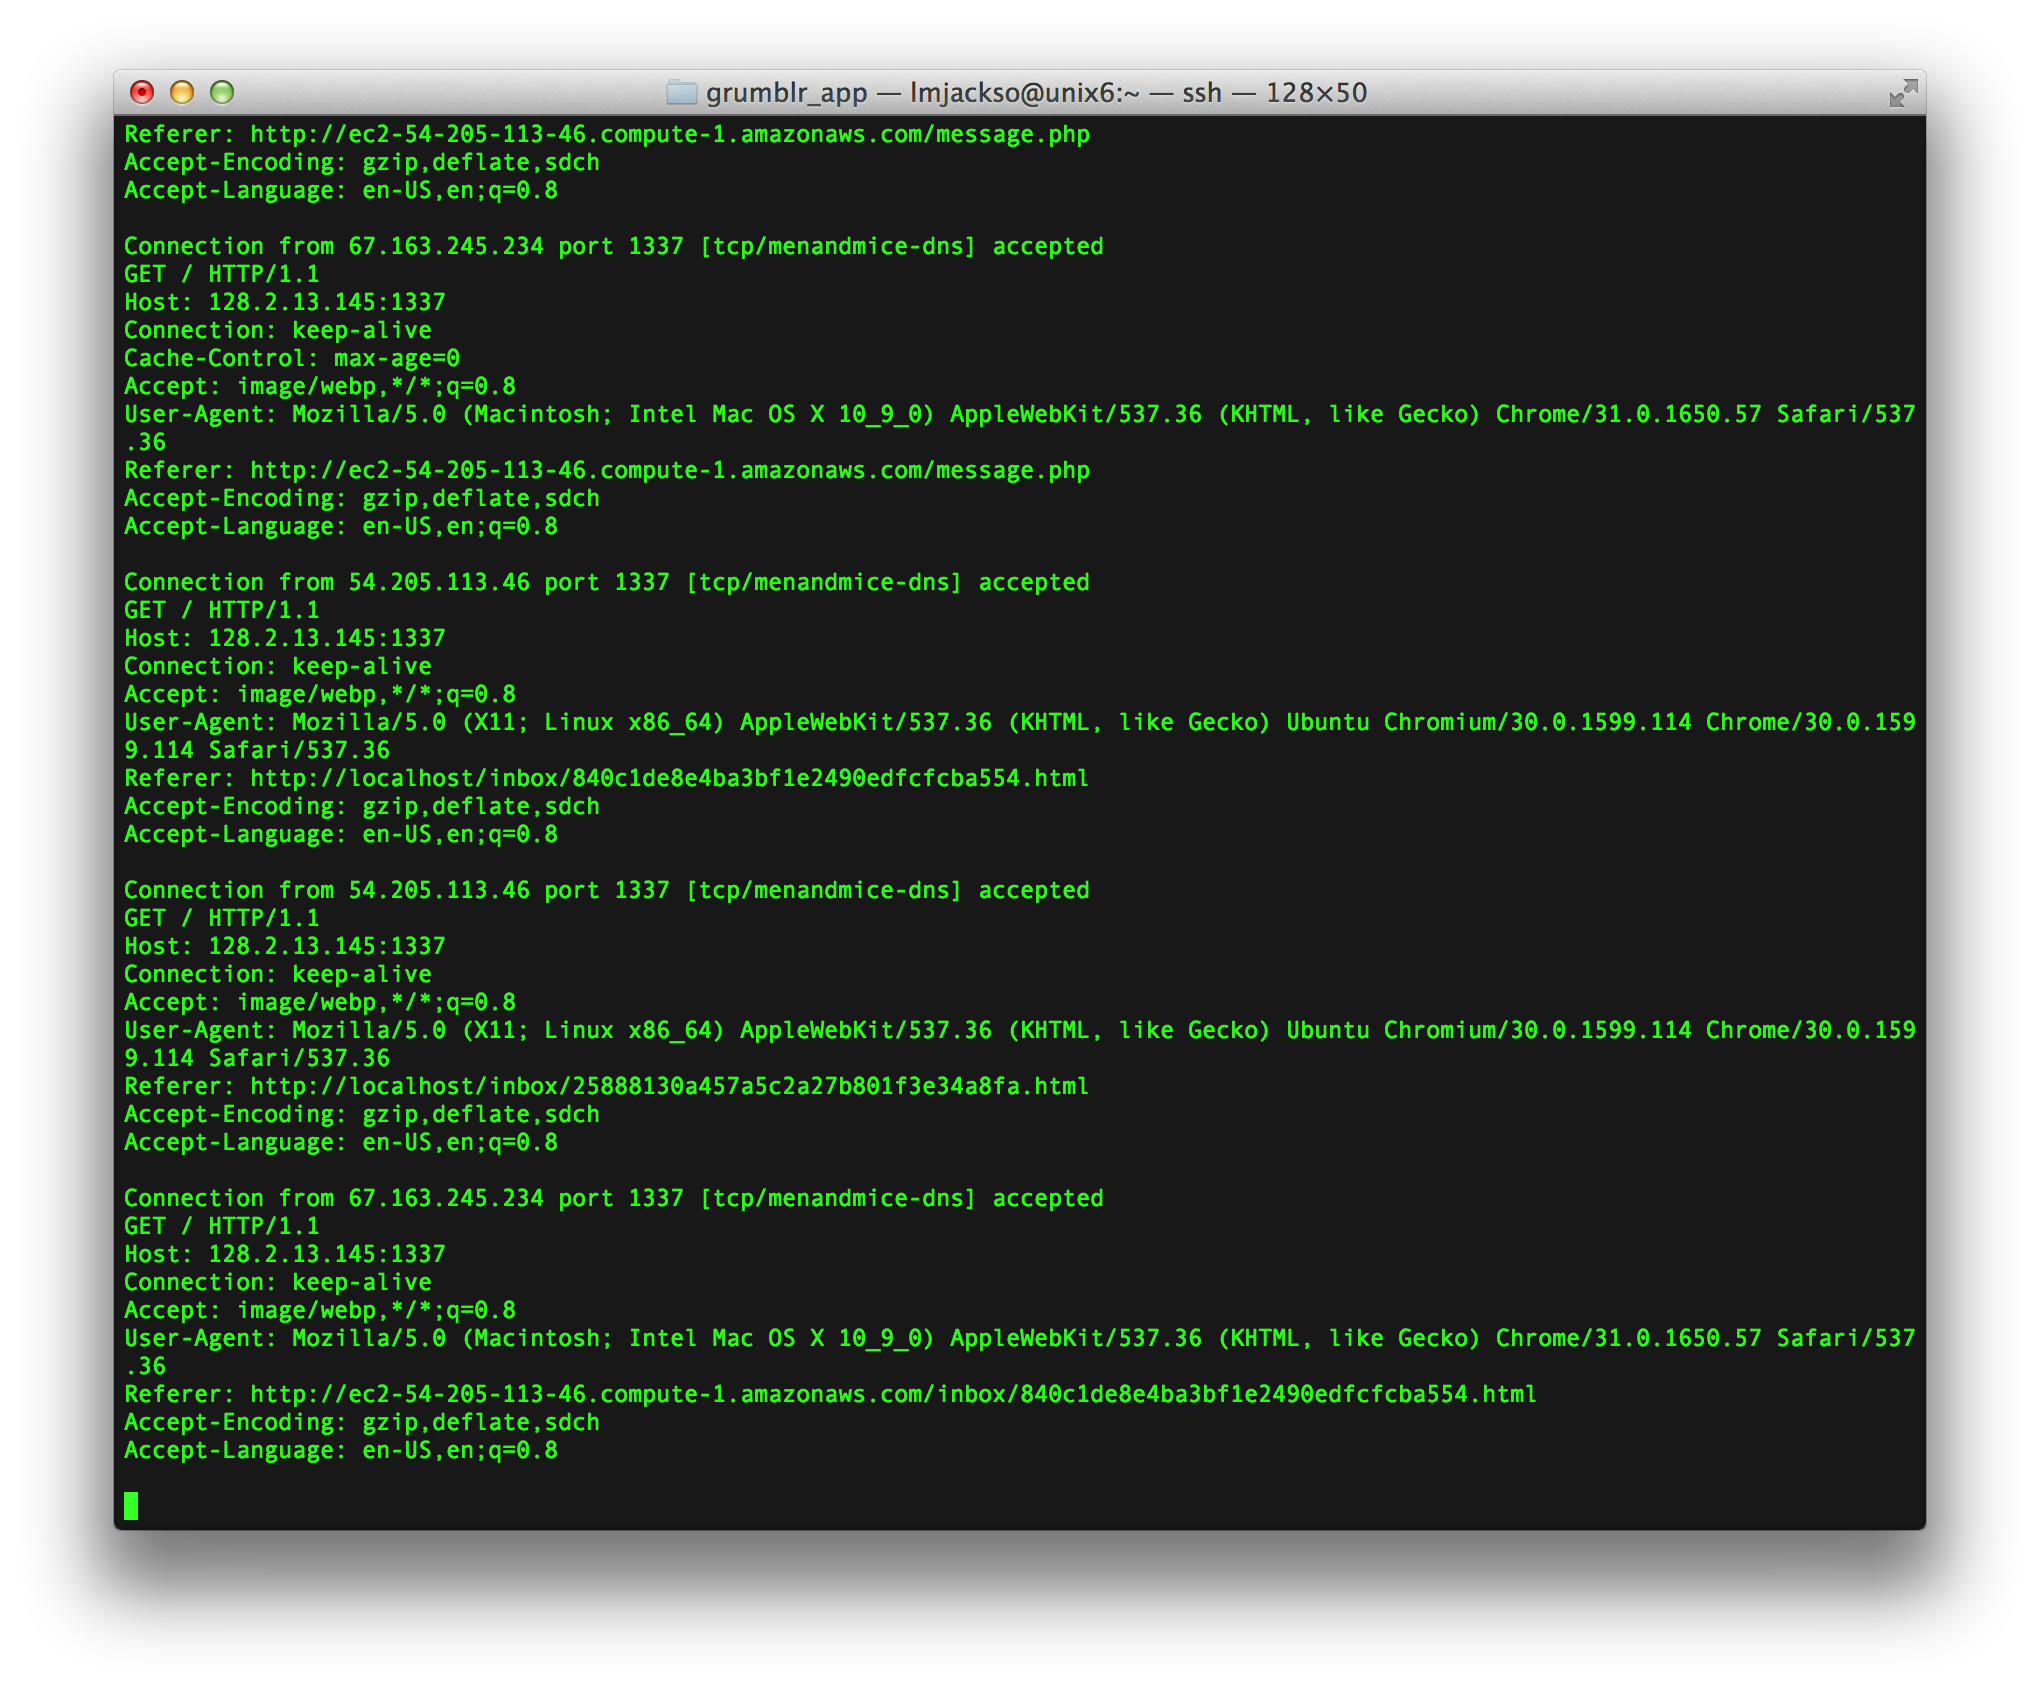 grumblr_app — lmjackso@unix6:~ — ssh — 128×50
Referer: http://ec2-54-205-113-46.compute-1.amazonaws.com/message.php
Accept-Encoding: gzip,deflate,sdch
Accept-Language: en-US,en;q=0.8
Connection from 67.163.245.234 port 1337 [tcp/menandmice-dns] accepted
GET / HTTP/1.1
Host: 128.2.13.145:1337
Connection: keep-alive
Cache-Control: max-age=0
Accept: image/webp,*/*;q=0.8
User-Agent: Mozilla/5.0 (Macintosh; Intel Mac OS X 10_9_0) AppleWebKit/537.36 (KHTML, like Gecko) Chrome/31.0.1650.57 Safari/537
.36
Referer: http://ec2-54-205-113-46.compute-1.amazonaws.com/message.php
Accept-Encoding: gzip,deflate,sdch
Accept-Language: en-US,en;q=0.8
Connection from 54.205.113.46 port 1337 [tcp/menandmice-dns] accepted
GET / HTTP/1.1
Host: 128.2.13.145:1337
Connection: keep-alive
Accept: image/webp,*/*;q=0.8
User-Agent: Mozilla/5.0 (X11; Linux x86_64) AppleWebKit/537.36 (KHTML, like Gecko) Ubuntu Chromium/30.0.1599.114 Chrome/30.0.159
9.114 Safari/537.36
Referer: http://localhost/inbox/840c1de8e4ba3bf1e2490edfcfcba554.html
Accept-Encoding: gzip,deflate,sdch
Accept-Language: en-US,en;q=0.8
Connection from 54.205.113.46 port 1337 [tcp/menandmice-dns] accepted
GET / HTTP/1.1
Host: 128.2.13.145:1337
Connection: keep-alive
Accept: image/webp,*/*;q=0.8
User-Agent: Mozilla/5.0 (X11; Linux x86_64) AppleWebKit/537.36 (KHTML, like Gecko) Ubuntu Chromium/30.0.1599.114 Chrome/30.0.159
9.114 Safari/537.36
Referer: http://localhost/inbox/25888130a457a5c2a27b801f3e34a8fa.html
Accept-Encoding: gzip,deflate,sdch
Accept-Language: en-US,en;q=0.8
Connection from 67.163.245.234 port 1337 [tcp/menandmice-dns] accepted
GET / HTTP/1.1
Host: 128.2.13.145:1337
Connection: keep-alive
Accept: image/webp,*/*;q=0.8
User-Agent: Mozilla/5.0 (Macintosh; Intel Mac OS X 10_9_0) AppleWebKit/537.36 (KHTML, like Gecko) Chrome/31.0.1650.57 Safari/537
.36
Referer: http://ec2-54-205-113-46.compute-1.amazonaws.com/inbox/840c1de8e4ba3bf1e2490edfcfcba554.html
Accept-Encoding: gzip,deflate,sdch
Accept-Language: en-US,en;q=0.8